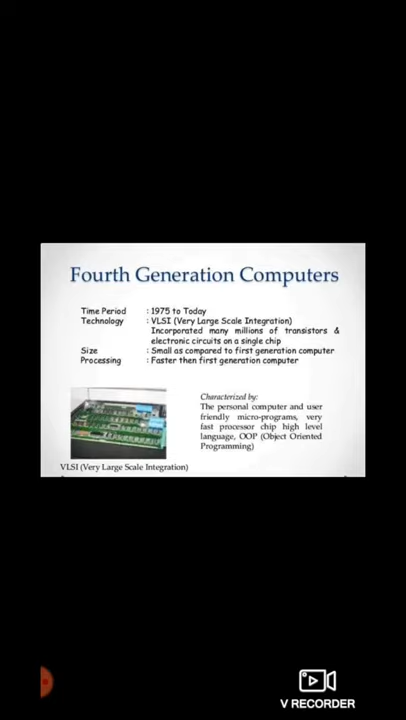 Fourth Generation Computers
Time Period : 1975 to Today
Technology : VLSI (Very Large Scale Integration)
Incorporated many millions of transistors &
electronic circuits on a single chip
Size : Small as compared to first generation computer
Processing : Faster then first generation computer
Characterized by:
The personal computer and user
friendly micro-programs, very
fast processor chip high level
language, OOP (Object Oriented
Programming)
VLSI (Very Large Scale Integration)
V RECORDER